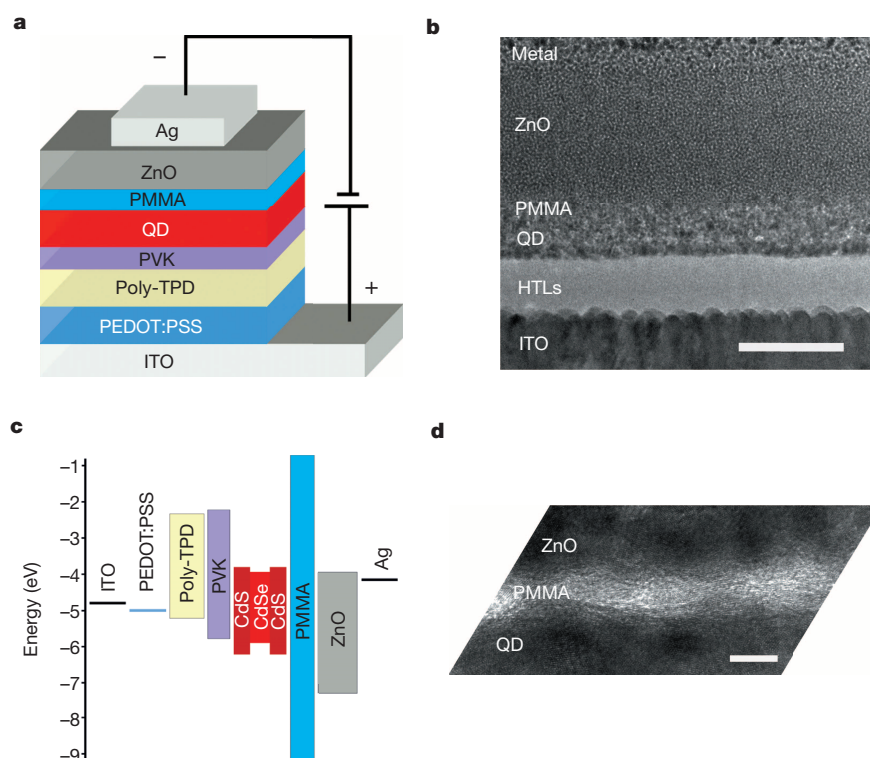 a
−
Ag
ZnO
PMMA
QD
PVK
Poly-TPD
PEDOT:PSS
ITO
+
b
Metal
ZnO
PMMA
QD
HTLs
ITO
c
Energy (eV)
−1
−2
−3
−4
−5
−6
−7
−8
−9
ITO
PEDOT:PSS
Poly-TPD
PVK
CdS
CdSe
CdS
PMMA
ZnO
Ag
d
ZnO
PMMA
QD